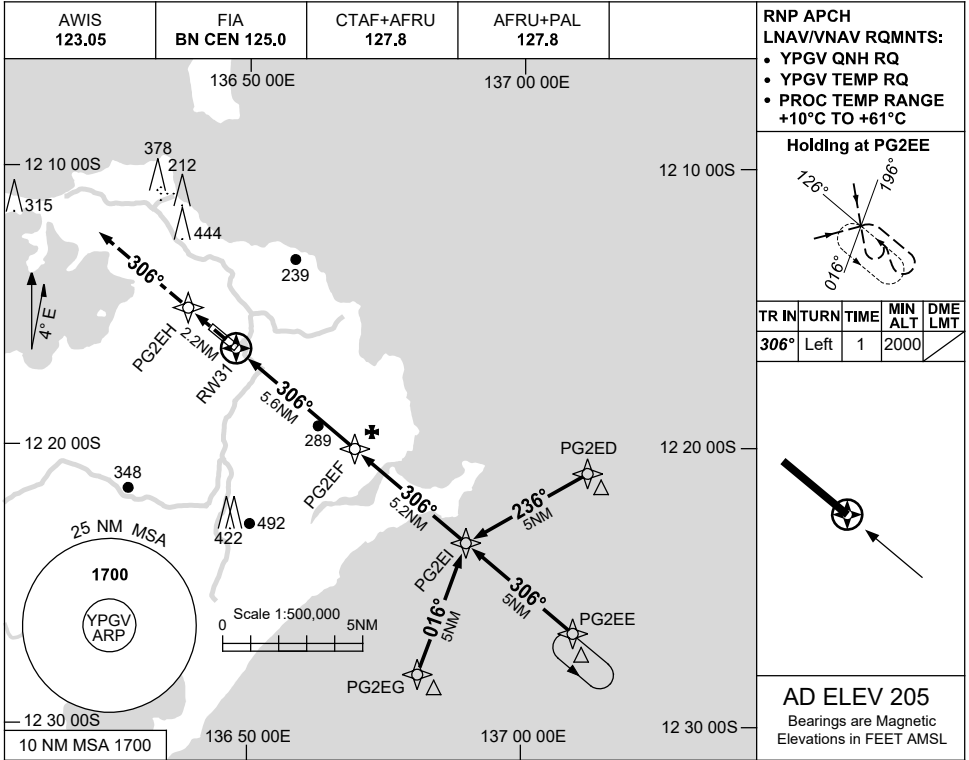 AWIS
123.05
FIA
BN CEN 125.0
CTAF+AFRU
127.8
AFRU+PAL
127.8
RNP APCH
LNAV/VNAV RQMNTS:
• YPGV QNH RQ
• YPGV TEMP RQ
• PROC TEMP RANGE
+10°C TO +61°C
Holding at PG2EE
126°
196°
016°
TR IN TURN TIME MIN ALT DME LMT
306° Left 1 2000
136 50 00E
137 00 00E
12 10 00S
12 10 00S
378
212
315
444
239
306°
4° E
PG2EH
2.2NM
RW31
306°
5.6NM
289
12 20 00S
12 20 00S
PG2EF
348
306°
5.2NM
PG2ED
236°
5NM
422
492
PG2EI
25 NM MSA
1700
YPGV
ARP
Scale 1:500,000
0 5NM
016°
5NM
306°
5NM
PG2EE
PG2EG
12 30 00S
12 30 00S
10 NM MSA 1700
136 50 00E
137 00 00E
AD ELEV 205
Bearings are Magnetic
Elevations in FEET AMSL